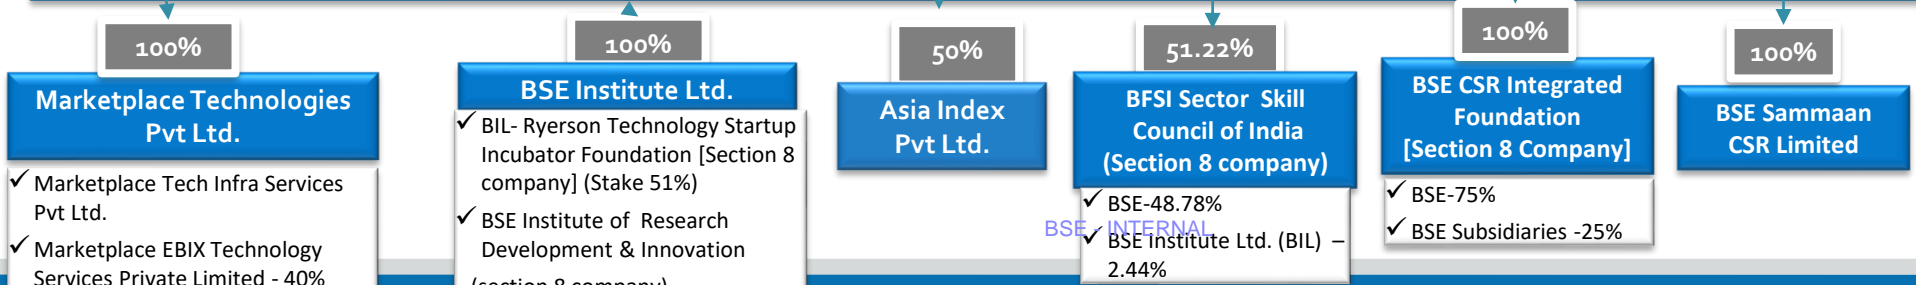 100%
Marketplace Technologies
Pvt Ltd.
✓ Marketplace Tech Infra Services
Pvt Ltd.
✓ Marketplace EBIX Technology
Services Private Limited - 40%
100%
BSE Institute Ltd.
✓ BIL- Ryerson Technology Startup
Incubator Foundation [Section 8
company] (Stake 51%)
✓ BSE Institute of Research
Development & Innovation
(section 8 company)
50%
Asia Index
Pvt Ltd.
51.22%
BFSI Sector Skill
Council of India
(Section 8 company)
✓ BSE-48.78%
✓ BSE Institute Ltd. (BIL) –
2.44%
BSE - INTERNAL
100%
BSE CSR Integrated
Foundation
[Section 8 Company]
✓ BSE-75%
✓ BSE Subsidiaries -25%
100%
BSE Sammaan
CSR Limited